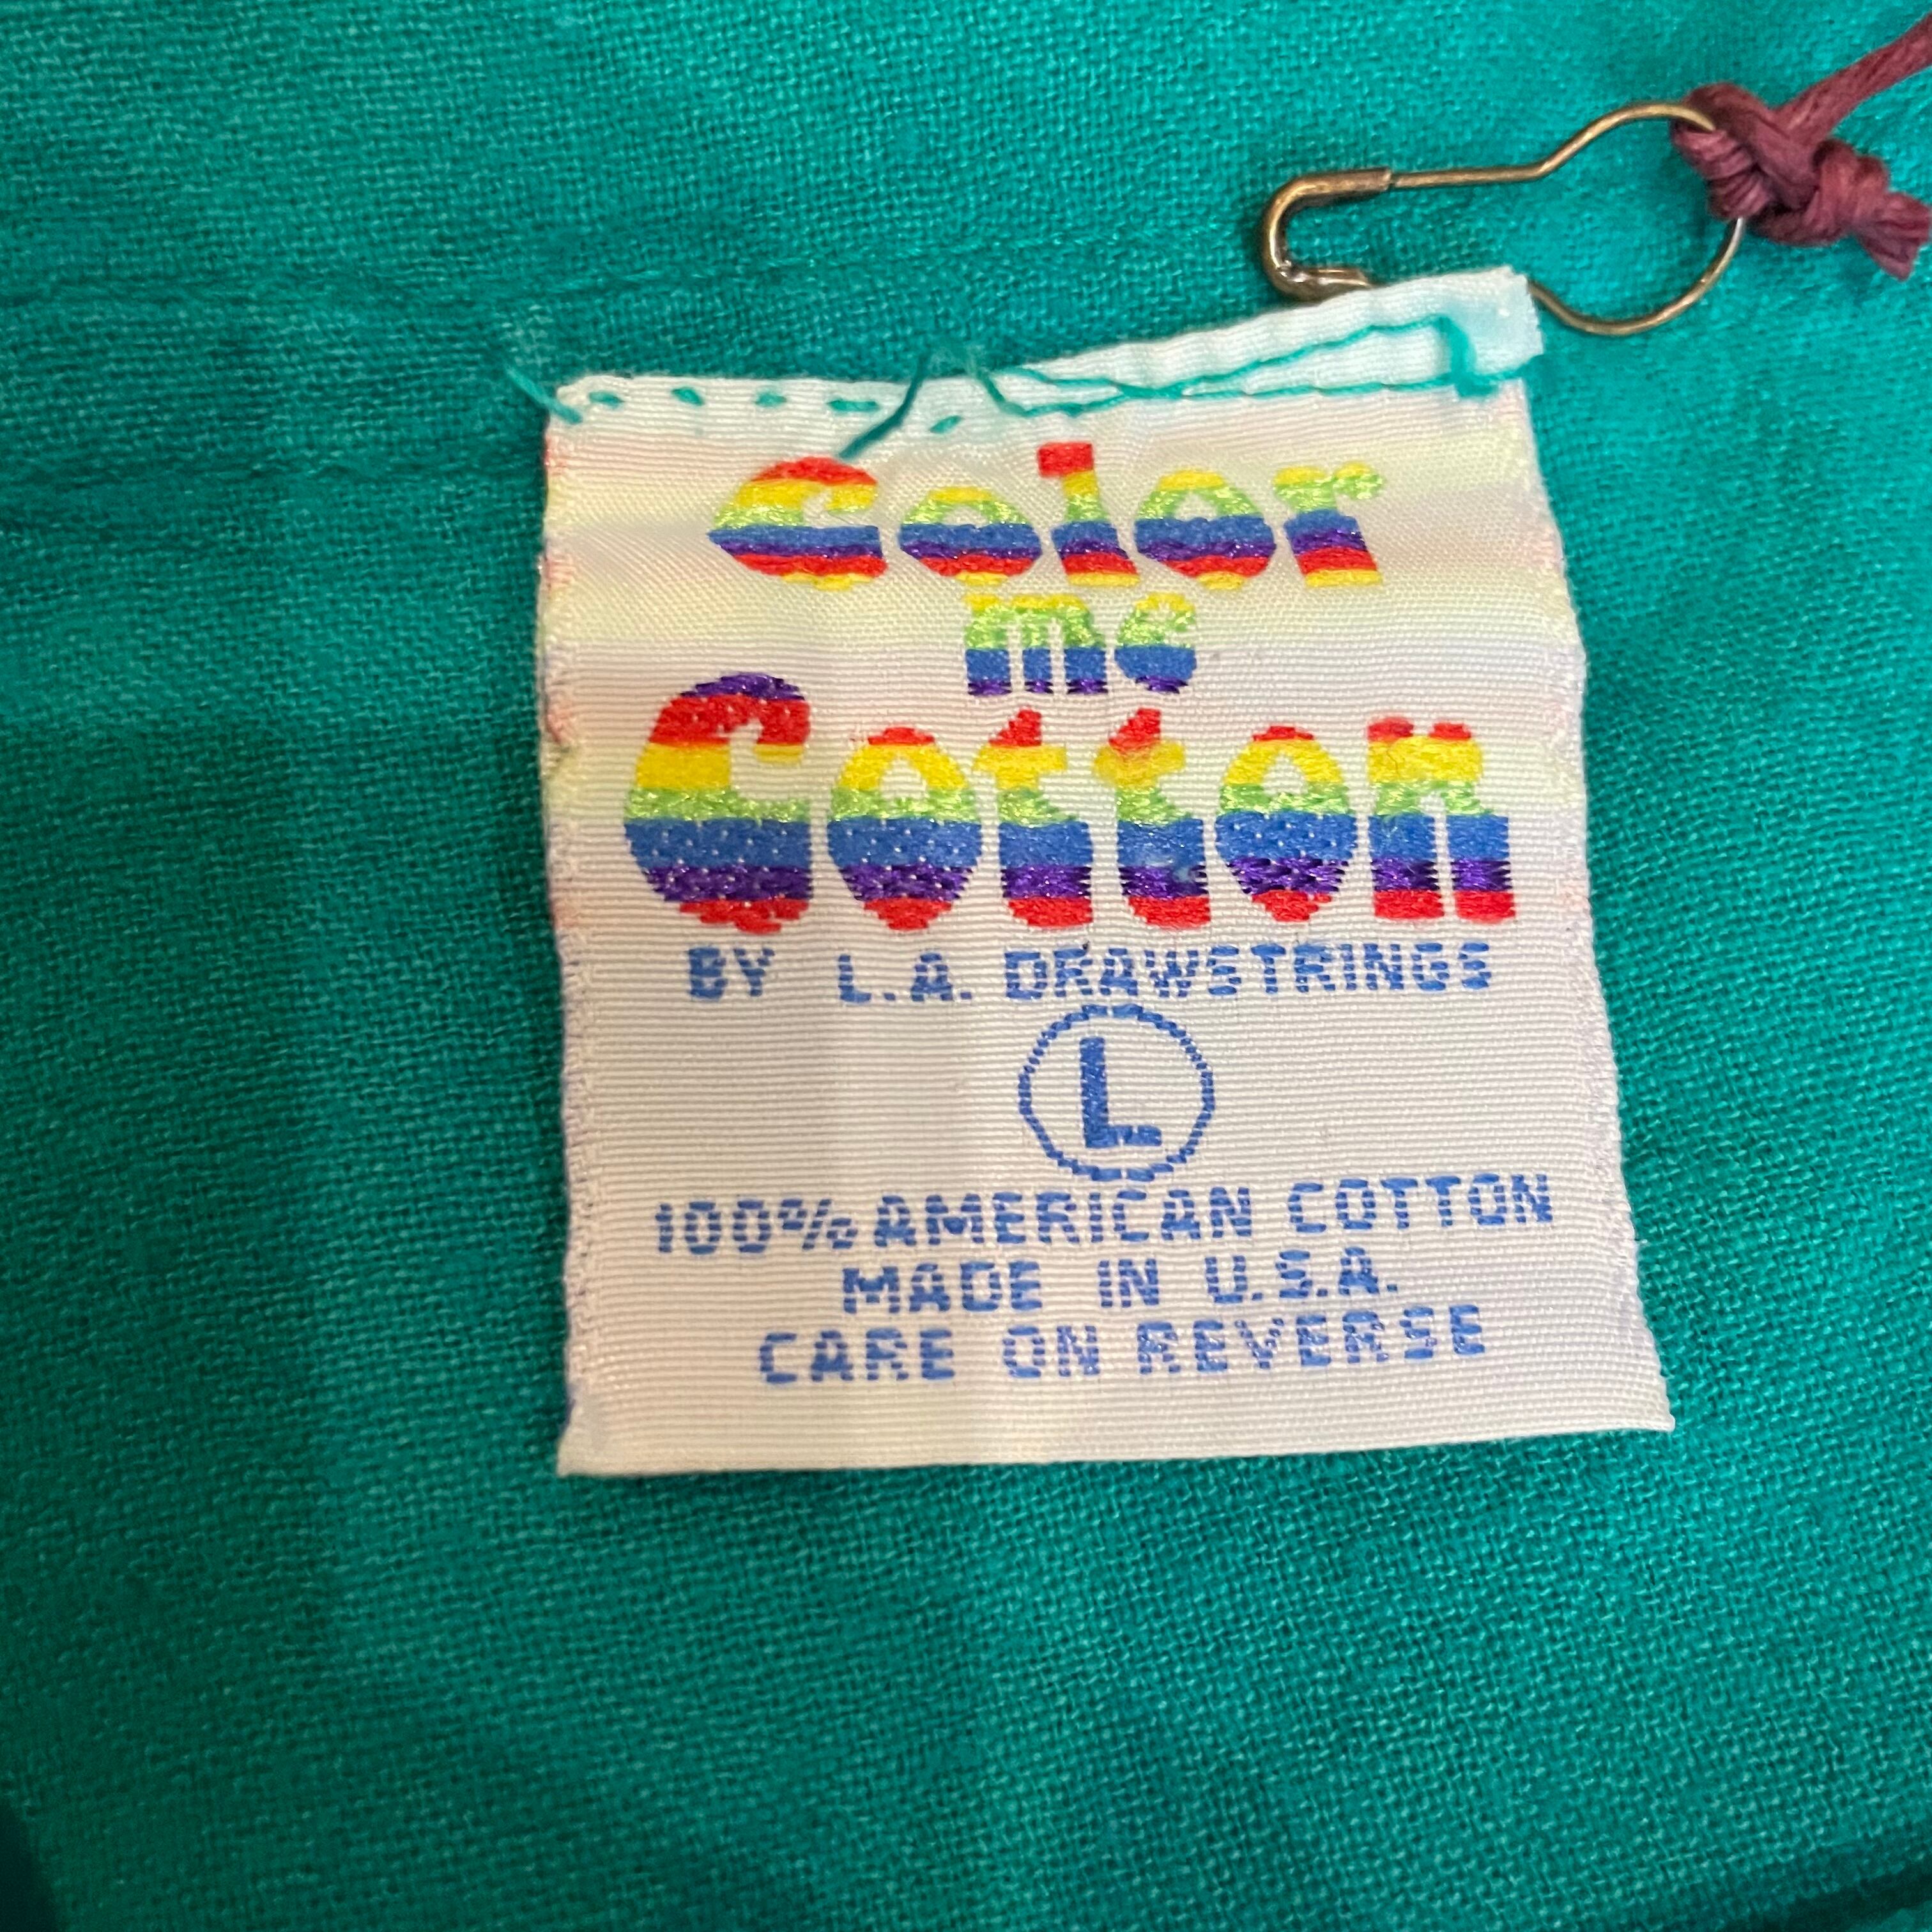 Color
me
Cotton
BY L.A. DRAWSTRINGS
L
100% AMERICAN COTTON
MADE IN U.S.A.
CARE ON REVERSE